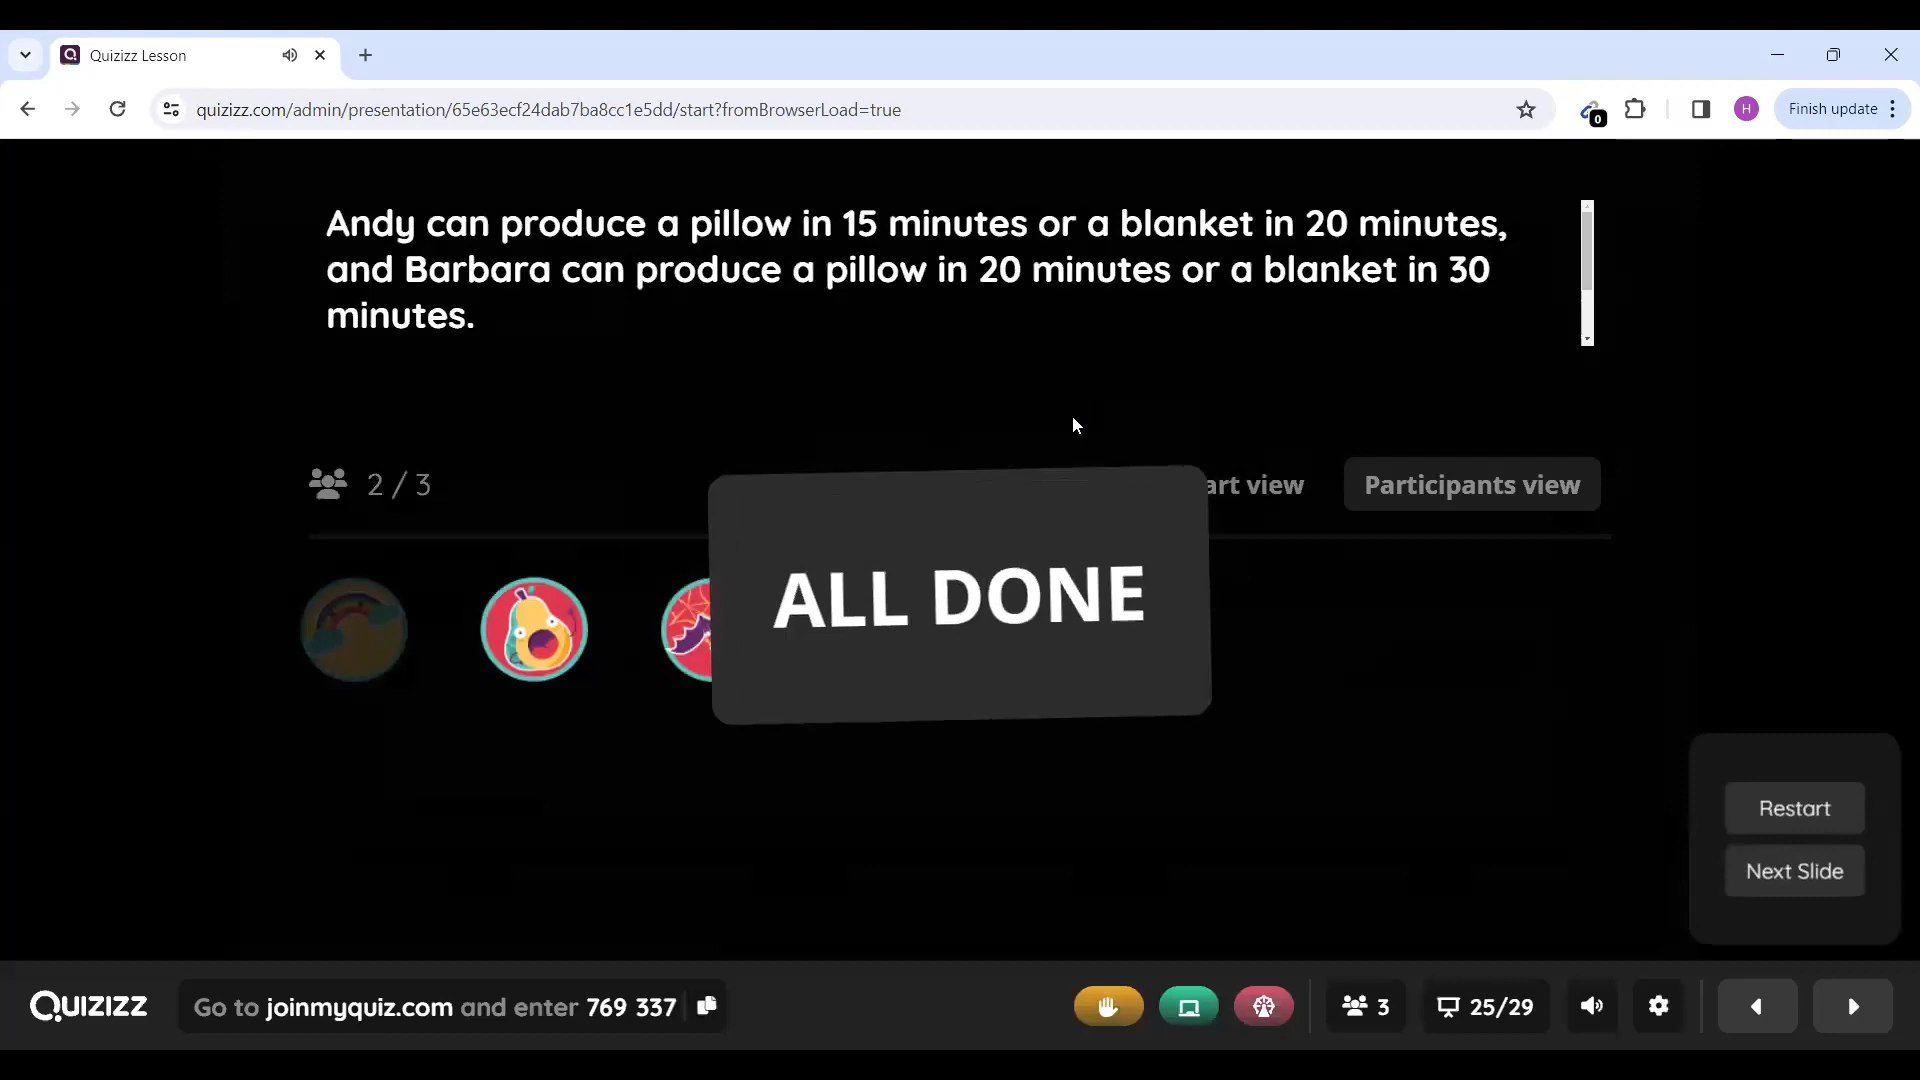 Quizizz Lesson
quizizz.com/admin/presentation/65e63ecf24dab7ba8cc1e5dd/start?fromBrowserLoad=true
0
H
Finish update
Andy can produce a pillow in 15 minutes or a blanket in 20 minutes,
and Barbara can produce a pillow in 20 minutes or a blanket in 30
minutes.
2 / 3
art view
Participants view
ALL DONE
Restart
Next Slide
QUIZIZZ
Go to joinmyquiz.com and enter 769 337
3
25/29